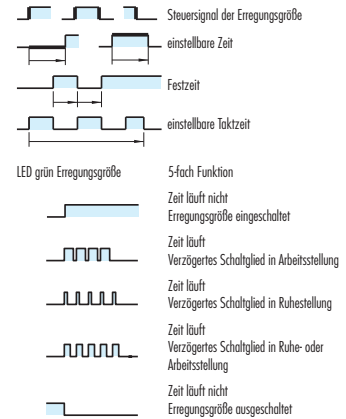 Steuersignal der Erregungsgröße
einstellbare Zeit
Festzeit
einstellbare Taktzeit
LED grün Erregungsgröße 5-fach Funktion
Zeit läuft nicht
Erregungsgröße eingeschaltet
Zeit läuft
Verzögertes Schaltglied in Arbeitsstellung
Zeit läuft
Verzögertes Schaltglied in Ruhestellung
Zeit läuft
Verzögertes Schaltglied in Ruhe- oder
Arbeitsstellung
Zeit läuft nicht
Erregungsgröße ausgeschaltet